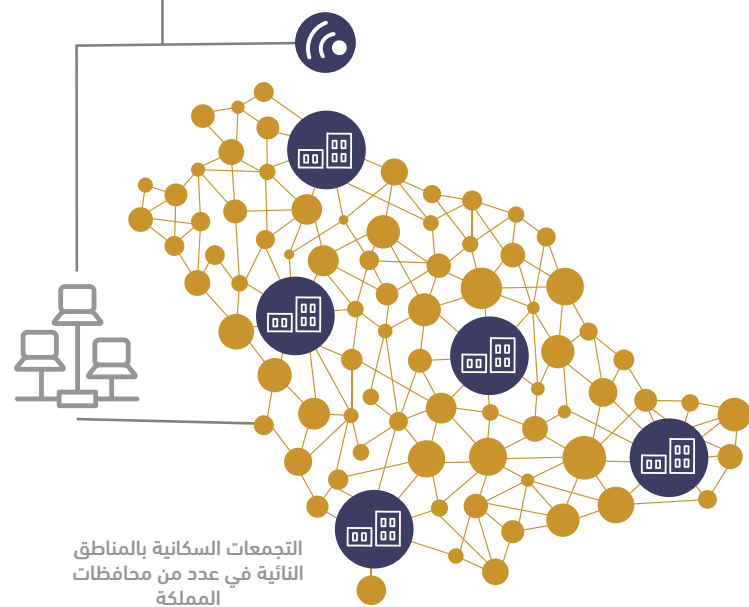 التجمعات السكانية بالمناطق
النائية في عدد من محافظات
المملكة